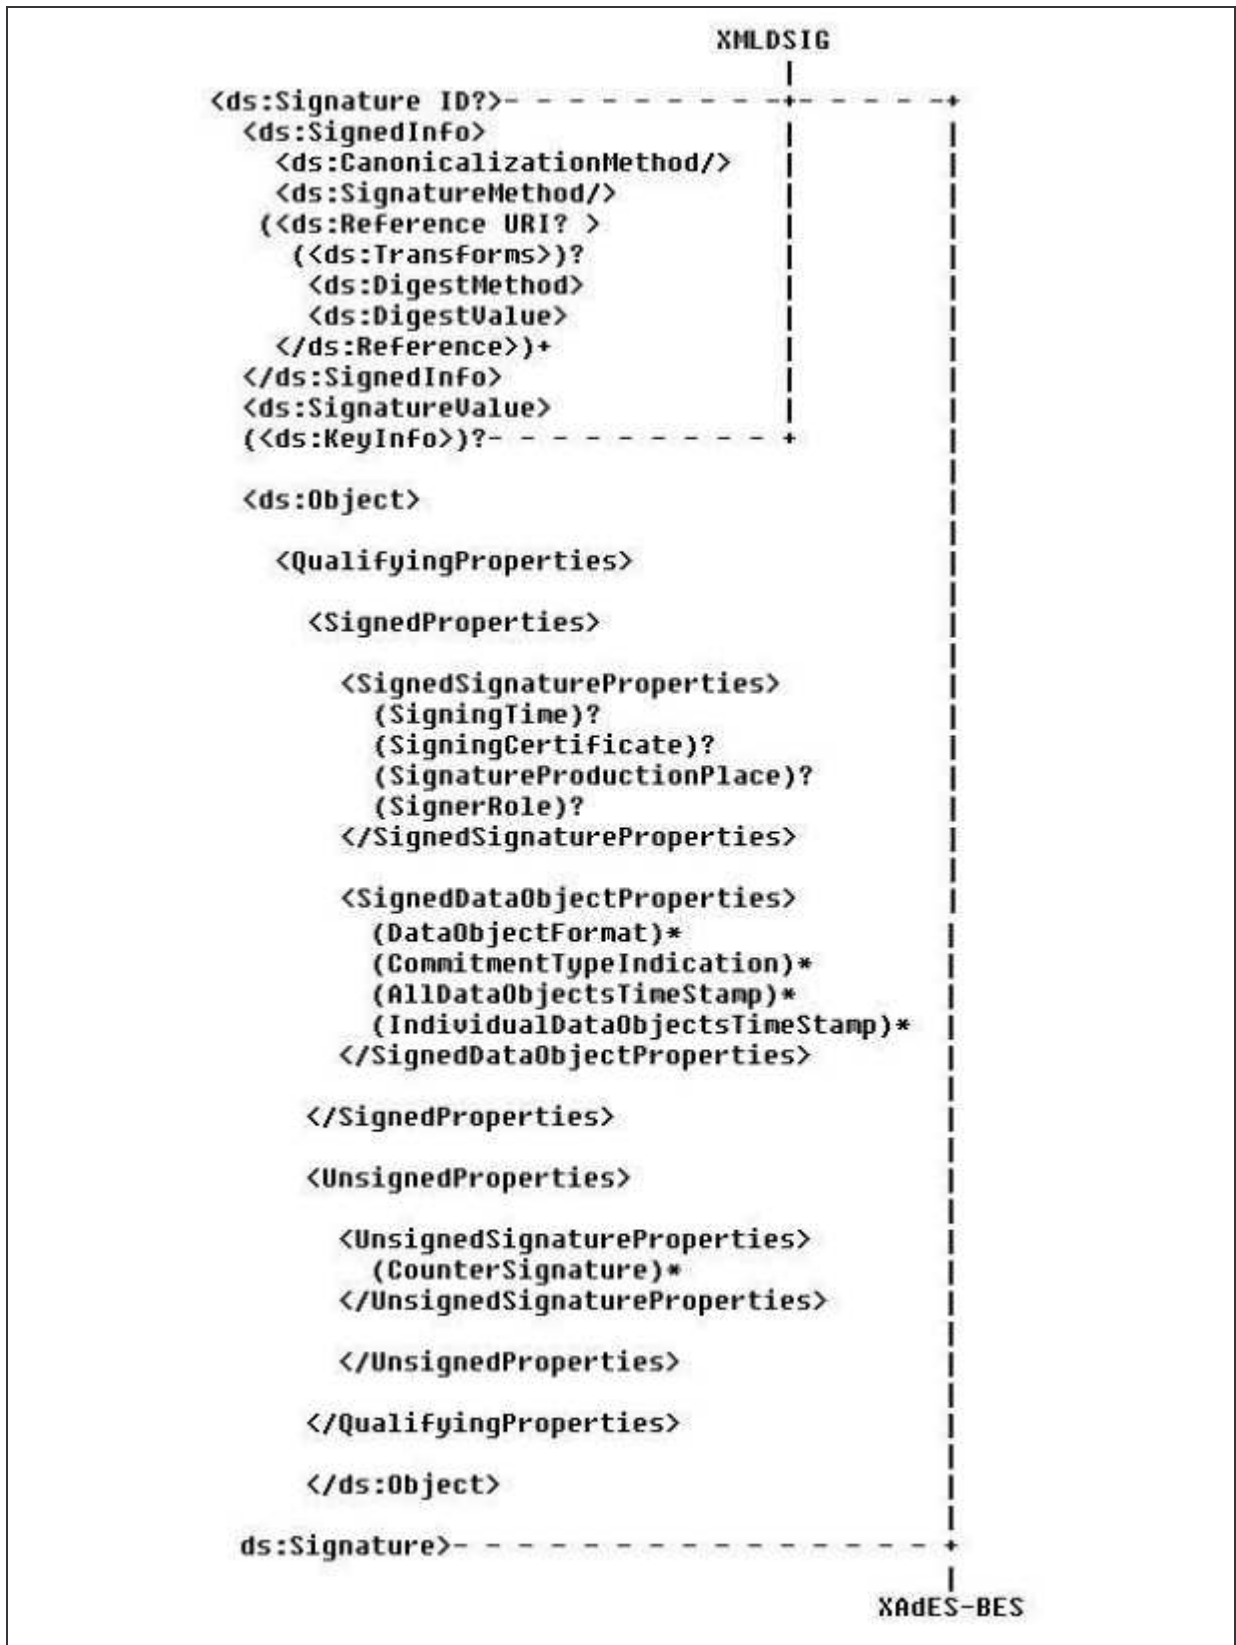 XMLDSIG
|
<ds:Signature ID?>- - - - - - - - - +- - - - -+
<ds:SignedInfo> | |
<ds:CanonicalizationMethod/> | |
<ds:SignatureMethod/> | |
(<ds:Reference URI? > | |
(<ds:Transforms>)? | |
<ds:DigestMethod> | |
<ds:DigestValue> | |
</ds:Reference>)+ | |
</ds:SignedInfo> | |
<ds:SignatureValue> | |
(<ds:KeyInfo>)?- - - - - - - - - + |
<ds:Object> |
<QualifyingProperties> |
<SignedProperties> |
<SignedSignatureProperties> |
(SigningTime)? |
(SigningCertificate)? |
(SignatureProductionPlace)? |
(SignerRole)? |
</SignedSignatureProperties> |
<SignedDataObjectProperties> |
(DataObjectFormat)* |
(CommitmentTypeIndication)* |
(AllDataObjectsTimeStamp)* |
(IndividualDataObjectsTimeStamp)* |
</SignedDataObjectProperties> |
</SignedProperties> |
<UnsignedProperties> |
<UnsignedSignatureProperties> |
(CounterSignature)* |
</UnsignedSignatureProperties> |
</UnsignedProperties> |
</QualifyingProperties> |
</ds:Object> |
ds:Signature>- - - - - - - - - - - - - - - +
|
XAdES-BES